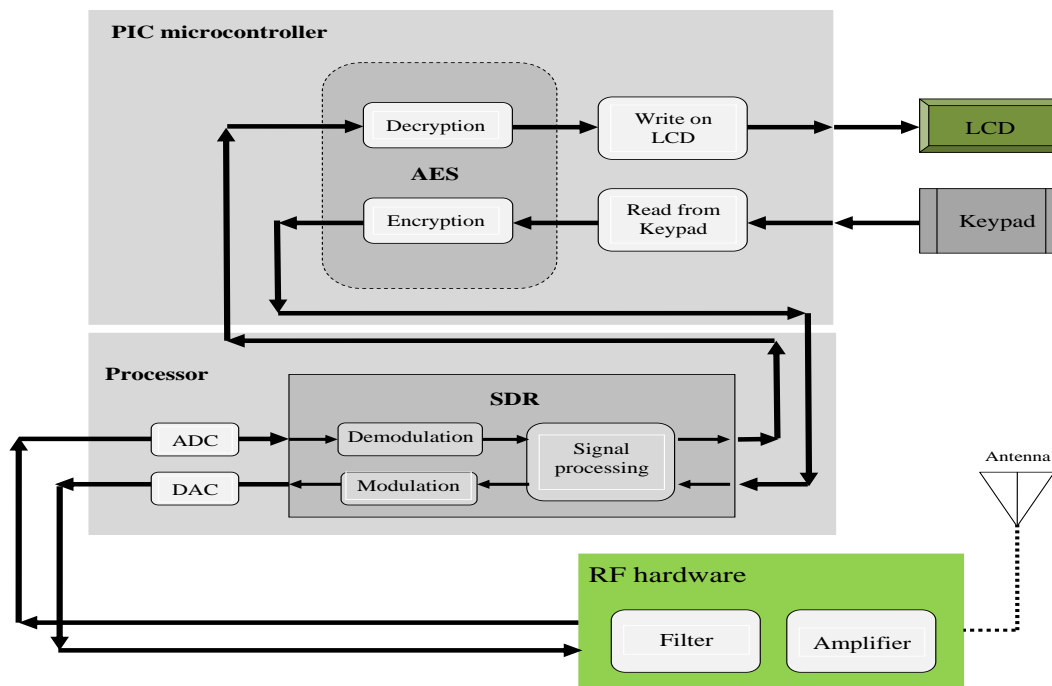 PIC microcontroller
Decryption
Write on
LCD
LCD
AES
Encryption
Read from
Keypad
Keypad
Processor
SDR
ADC
Demodulation
Signal
processing
DAC
Modulation
Antenna
RF hardware
Filter
Amplifier